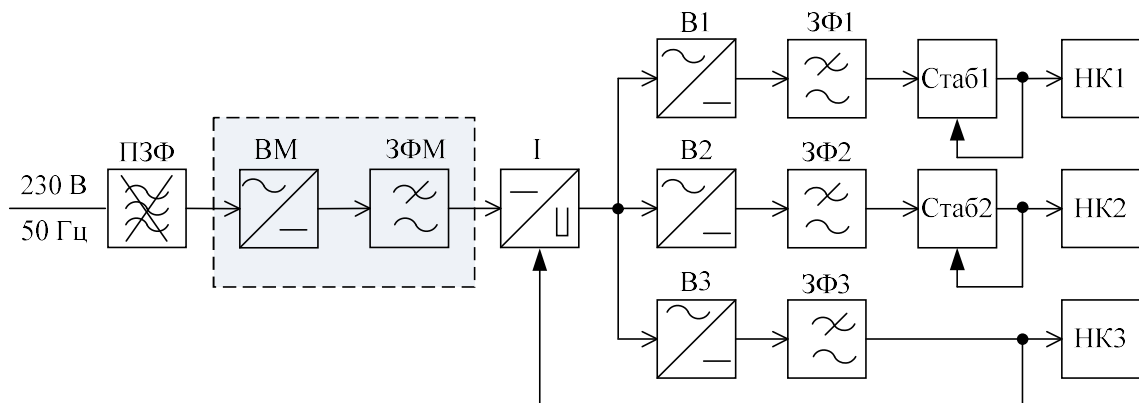 В1 ЗФ1
Стаб1 НК1
ПЗФ ВМ ЗФМ І В2 ЗФ2
230 В
50 Гц
Стаб2 НК2
В3 ЗФ3
НК3